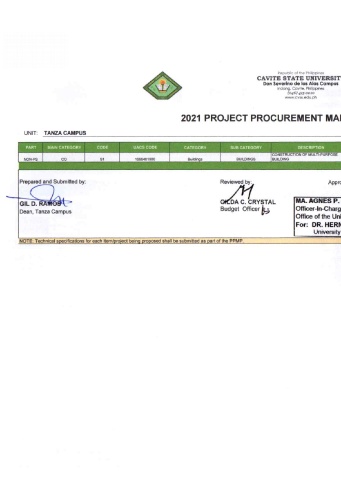 Republic of the Philippines
CAVITE STATE UNIVERSIT
Don Severino de las Alas Campus
Indang, Cavite, Philippines
www.cvsu.edu.ph
2021 PROJECT PROCUREMENT MA
UNIT: TANZA CAMPUS
PART MAIN CATEGORY CODE UACS CODE CATEGORY SUB CATEGORY DESCRIPTION
NON-PS CO 01 Buildings BUILDINGS CONSTRUCTION OF MULTI-PURPOSE BUILDING
Prepared and Submitted by: Reviewed by: Appro
GIL D. RAMOS GILDA C. CRYSTAL MA. AGNES P.
Dean, Tanza Campus Budget Officer Officer-In-Charg
Office of the Uni
For: DR. HERN
University
NOTE: Technical specifications for each item/project being proposed shall be submitted as part of the PPMP.